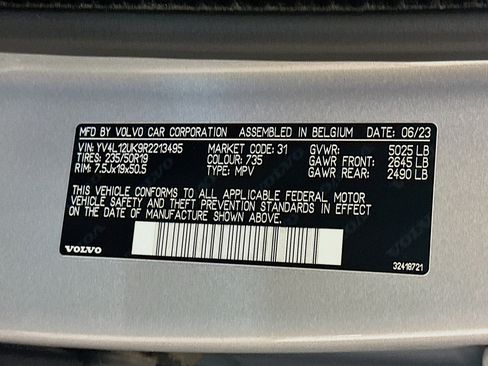 MFD BY VOLVO CAR CORPORATION ASSEMBLED IN BELGIUM DATE: 06/23
VIN: YV4L12UK9R2213495 MARKET CODE: 31 GVWR: 5025 LB
TIRES: 235/50R19 COLOUR: 735 GAWR FRONT: 2645 LB
RIM: 7.5Jx19x50.5 TYPE: MPV GAWR REAR: 2490 LB
THIS VEHICLE CONFORMS TO ALL APPLICABLE FEDERAL MOTOR
VEHICLE SAFETY AND THEFT PREVENTION STANDARDS IN EFFECT
ON THE DATE OF MANUFACTURE SHOWN ABOVE.
VOLVO
32418721